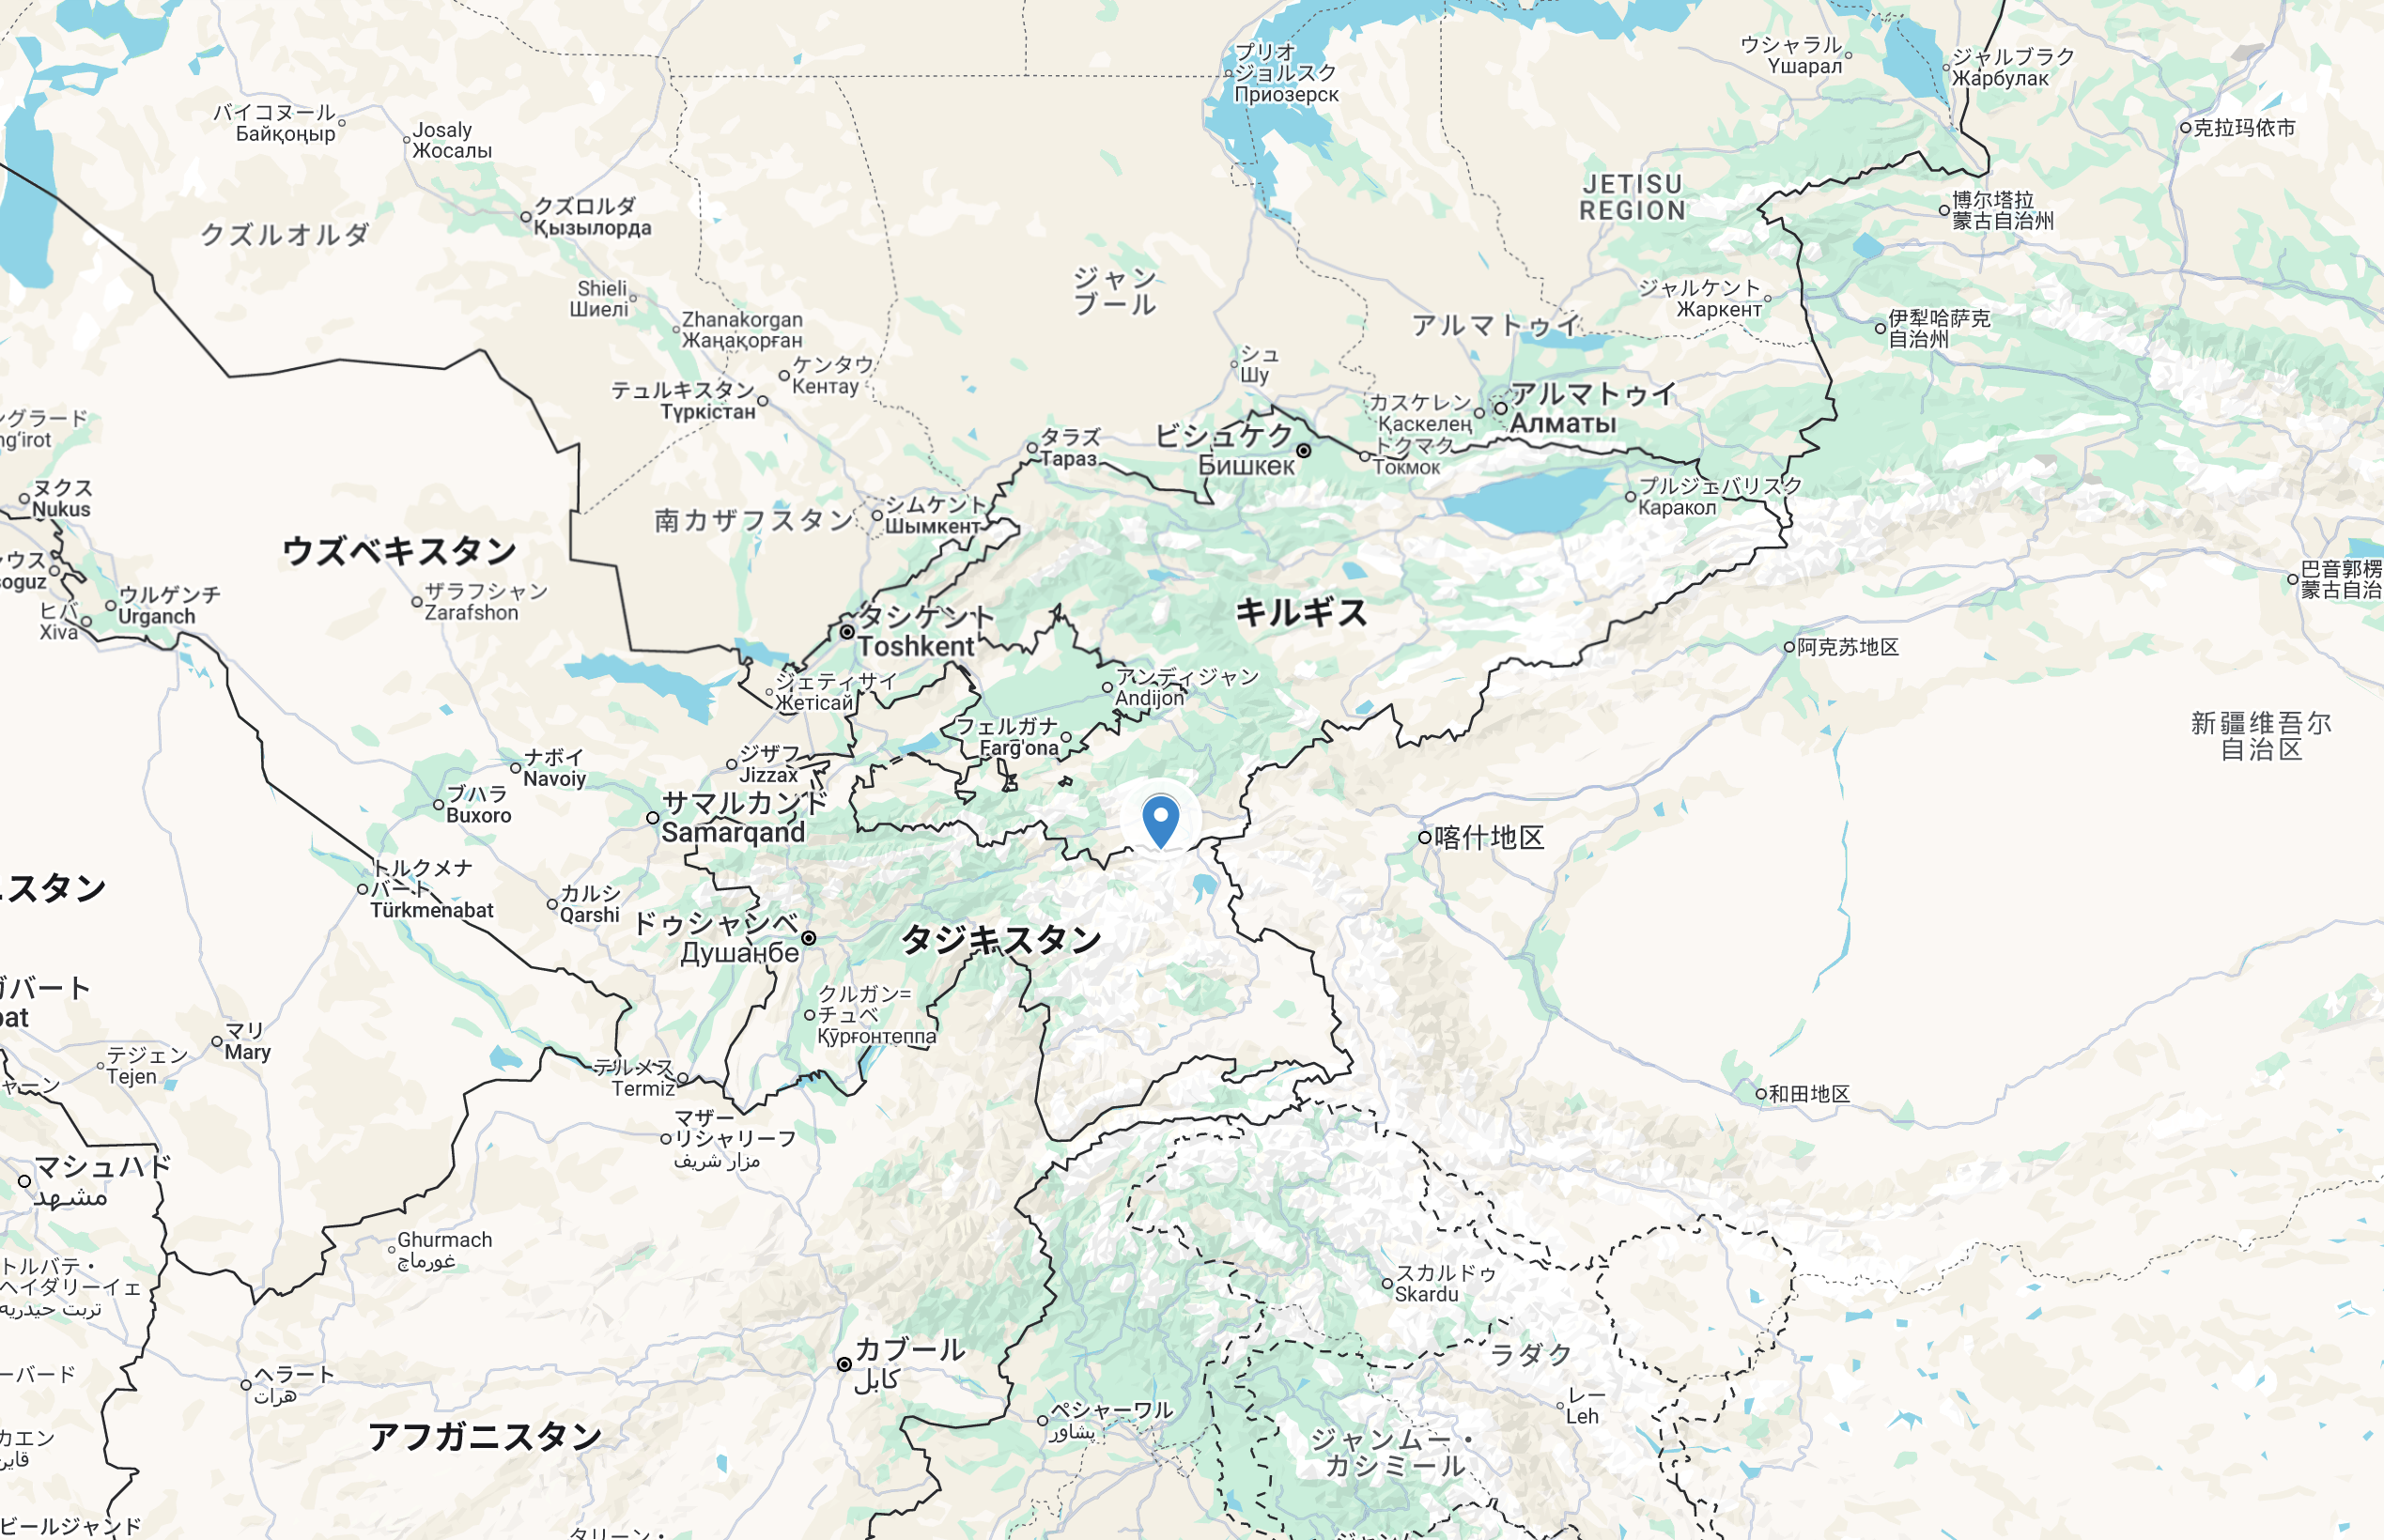 プリオ
ジョルスク
Приозерск
ウシャラル
Үшарал
ジャルブラク
Жарбулак
克拉玛依市
バイコヌール
Байқоңыр
Josaly
Жосалы
JETISU
REGION
博尔塔拉
蒙古自治州
クズロルダ
Қызылорда
クズルオルダ
ジャン
ブール
Shieli
Шиелі
ジャルケント
Жаркент
Zhanakorgan
Жаңақорған
アルマトゥイ
伊犁哈萨克
自治州
シュ
Шу
ケンタウ
Кентау
テュルキスタン
Түркістан
アルマトゥイ
Алматы
カスケレン
Қаскелең
ングラード
ng'irot
タラズ
Тараз
ビシュケク
Бишкек
トクマク
Токмок
ヌクス
Nukus
プルジェバリスク
Каракол
シムケント
Шымкент
南カザフスタン
ウズベキスタン
ャウス
soguz
巴音郭楞
蒙古自治
ウルゲンチ
Urganch
ザラフシャン
Zarafshon
ヒバ
Xiva
タシケント
Toshkent
キルギス
阿克苏地区
ジェティサイ
Жетісай
アンディジャン
Andijon
新疆维吾尔
自治区
フェルガナ
Farg'ona
ナボイ
Navoiy
ジザフ
Jizzax
ブハラ
Buxoro
サマルカンド
Samarqand
喀什地区
ニスタン
トルクメナ
バート
Türkmenabat
カルシ
Qarshi
ドゥシャンベ
Душанбе
タジキスタン
ガバート
bat
クルガン=
チュベ
Қӯрғонтеппа
マリ
Mary
テジェン
Tejen
ャーン
テルメス
Termiz
和田地区
マザー
リシャリーフ
مزار شریف
マシュハド
مشهد
Ghurmach
غورماچ
トルバテ・
ヘイダリーイェ
تربت حیدریه
スカルドゥ
Skardu
カブール
کابل
ラダク
ーバード
ヘラート
هرات
レー
Leh
ペシャーワル
پشاور
アフガニスタン
カエン
قاین
ジャンムー・
カシミール
ビールジャンド
タリーン・